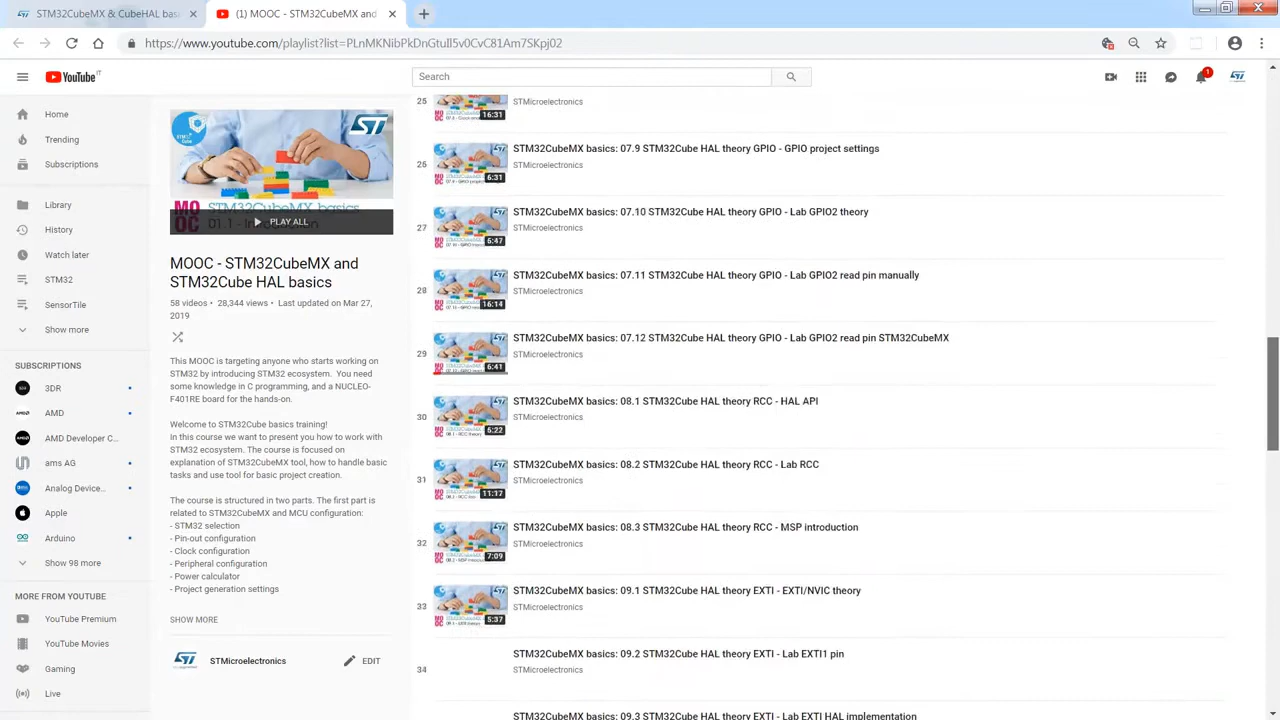 STM32CubeMX & CubeHAL bas
(1) MOOC - STM32CubeMX and
https://www.youtube.com/playlist?list=PLnMKNibPkDnGtuIl5v0CvC81Am7SKpj02
YouTube IT
Search
1
Home
Trending
Subscriptions
Library
History
Watch later
STM32
SensorTile
Show more
SUBSCRIPTIONS
3DR
AMD
AMD Developer C...
ams AG
Analog Device...
Apple
Arduino
Show 98 more
MORE FROM YOUTUBE
YouTube Premium
YouTube Movies
Gaming
Live
PLAY ALL
MOOC - STM32CubeMX and
STM32Cube HAL basics
58 videos • 28,344 views • Last updated on Mar 27,
2019
This MOOC is targeting anyone who starts working on
STM32 by introducing STM32 ecosystem. You need
some knowledge in C programming, and a NUCLEO-
F401RE board for the hands-on.
Welcome to STM32Cube basics training!
In this course we want to present you how to work with
STM32 ecosystem. The course is focused on
explanation of STM32CubeMX tool, how to handle basic
tasks and use tool for basic project creation.
The course is structured in two parts. The first part is
related to STM32CubeMX and MCU configuration:
- STM32 selection
- Pin-out configuration
- Clock configuration
- Peripheral configuration
- Power calculator
- Project generation settings
SHOW MORE
STMicroelectronics
EDIT
25
16:31
STMicroelectronics
26
6:31
STM32CubeMX basics: 07.9 STM32Cube HAL theory GPIO - GPIO project settings
STMicroelectronics
27
6:47
STM32CubeMX basics: 07.10 STM32Cube HAL theory GPIO - Lab GPIO2 theory
STMicroelectronics
28
16:14
STM32CubeMX basics: 07.11 STM32Cube HAL theory GPIO - Lab GPIO2 read pin manually
STMicroelectronics
29
6:41
STM32CubeMX basics: 07.12 STM32Cube HAL theory GPIO - Lab GPIO2 read pin STM32CubeMX
STMicroelectronics
30
6:22
STM32CubeMX basics: 08.1 STM32Cube HAL theory RCC - HAL API
STMicroelectronics
31
11:17
STM32CubeMX basics: 08.2 STM32Cube HAL theory RCC - Lab RCC
STMicroelectronics
32
7:09
STM32CubeMX basics: 08.3 STM32Cube HAL theory RCC - MSP introduction
STMicroelectronics
33
5:37
STM32CubeMX basics: 09.1 STM32Cube HAL theory EXTI - EXTI/NVIC theory
STMicroelectronics
34
STM32CubeMX basics: 09.2 STM32Cube HAL theory EXTI - Lab EXTI1 pin
STMicroelectronics
STM32CubeMX basics: 09.3 STM32Cube HAL theory EXTI - Lab EXTI HAL implementation